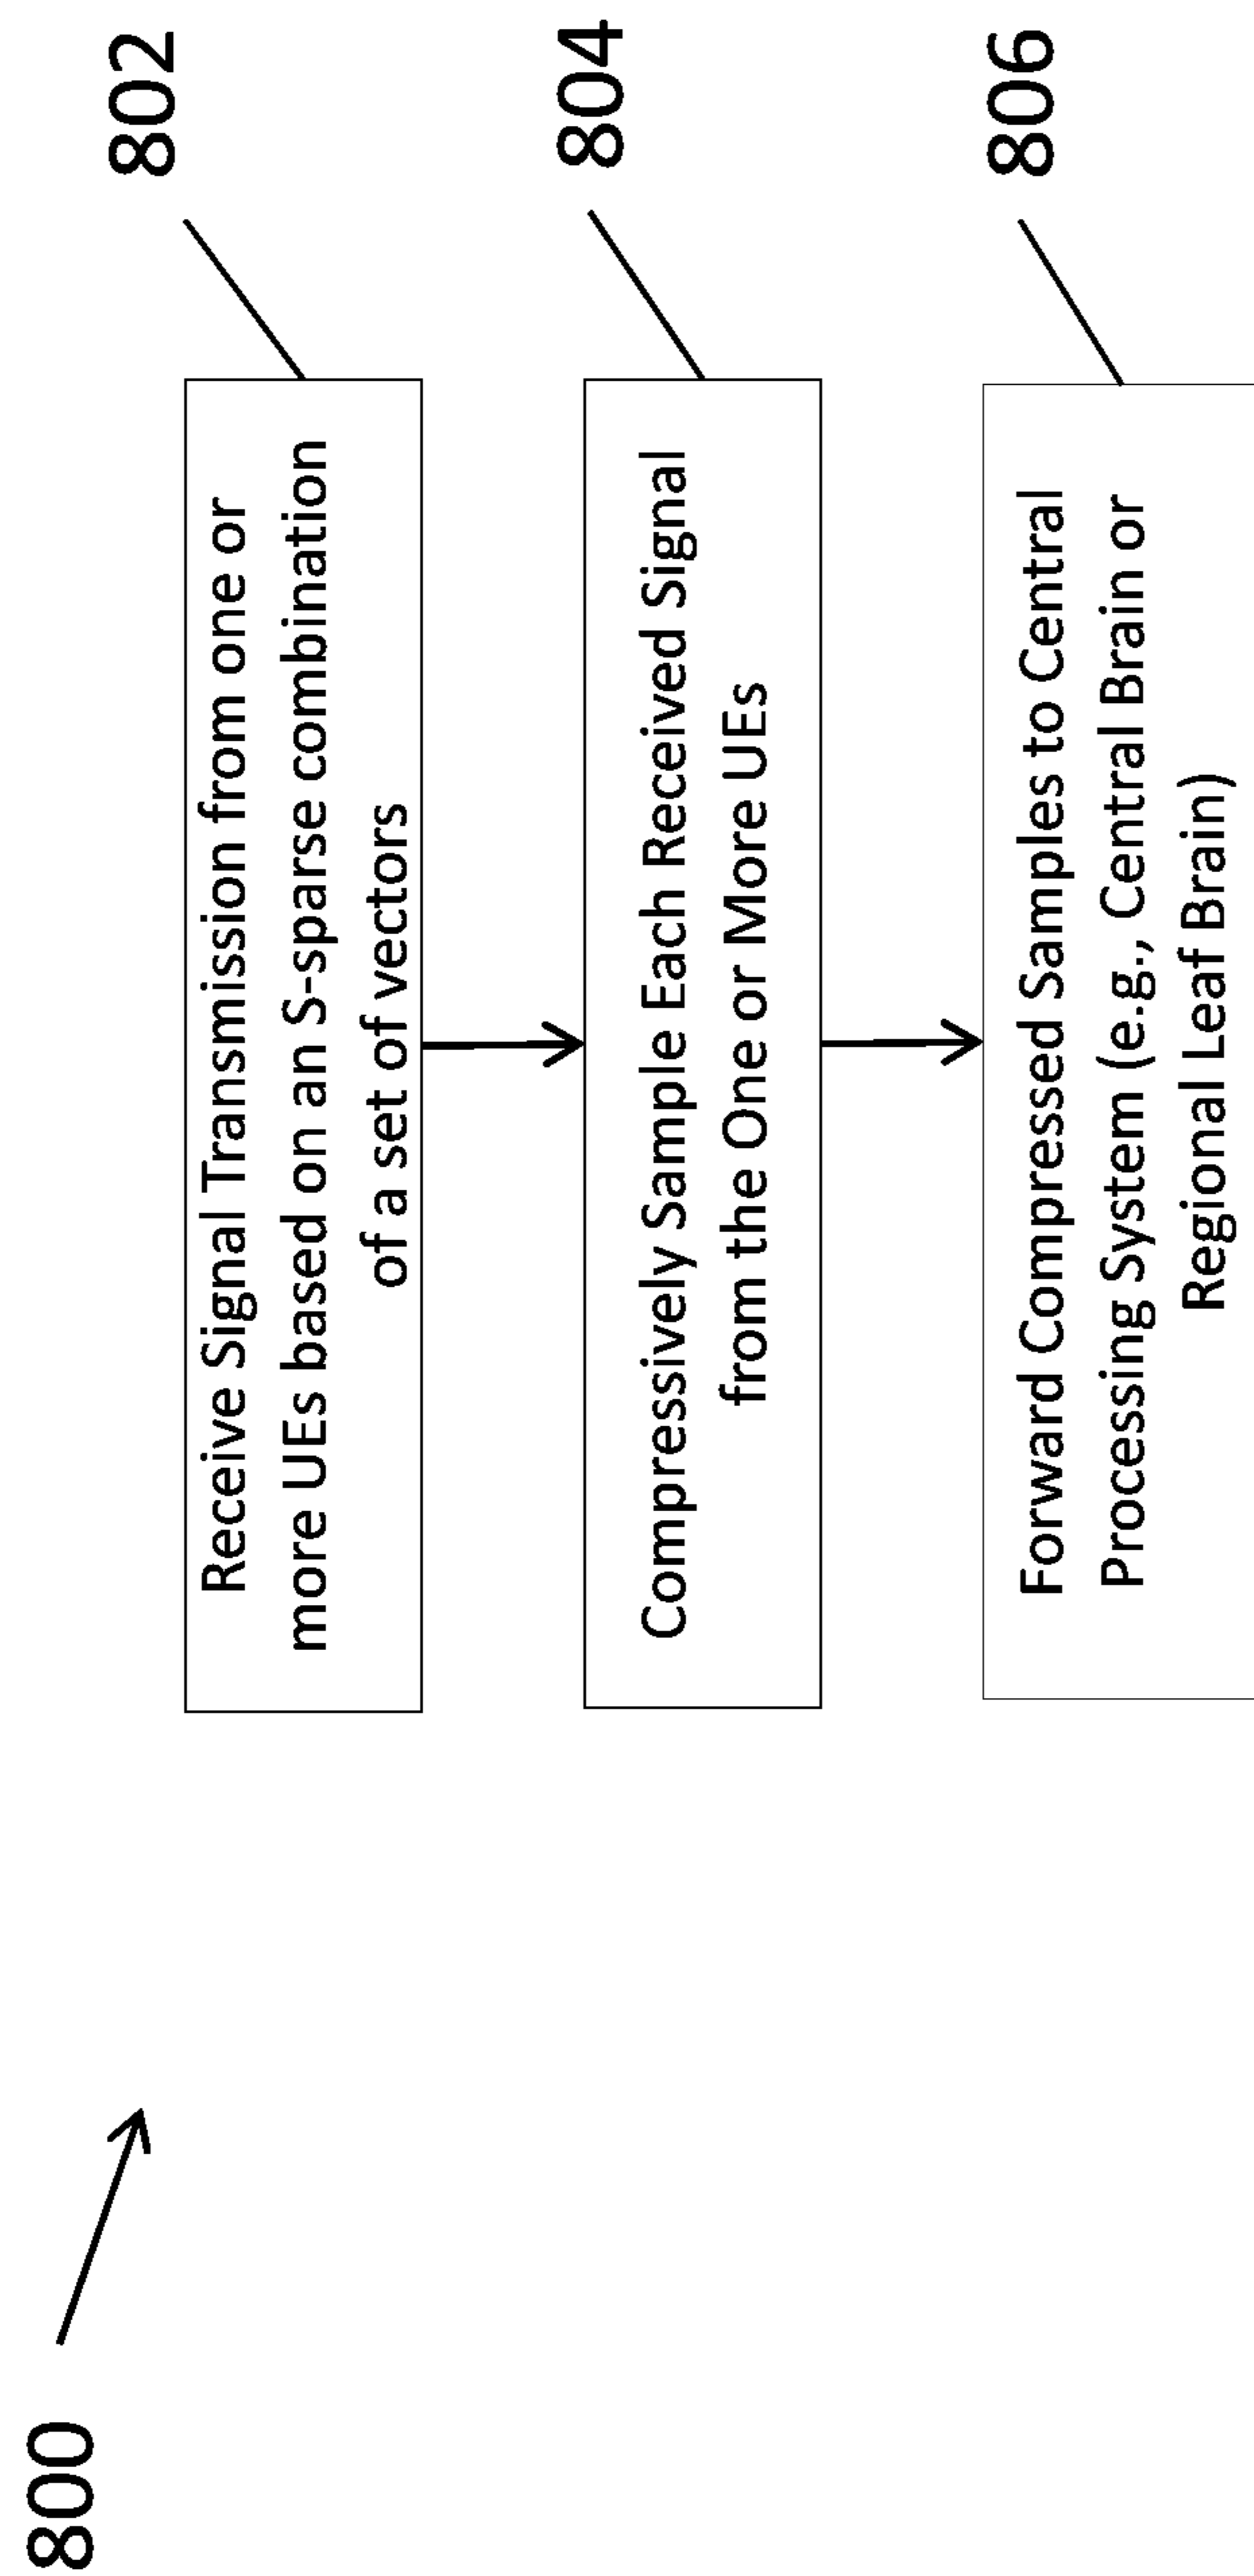 800
802
Receive Signal Transmission from one or
more UEs based on an S-sparse combination
of a set of vectors
804
Compressively Sample Each Received Signal
from the One or More UEs
806
Forward Compressed Samples to Central
Processing System (e.g., Central Brain or
Regional Leaf Brain)